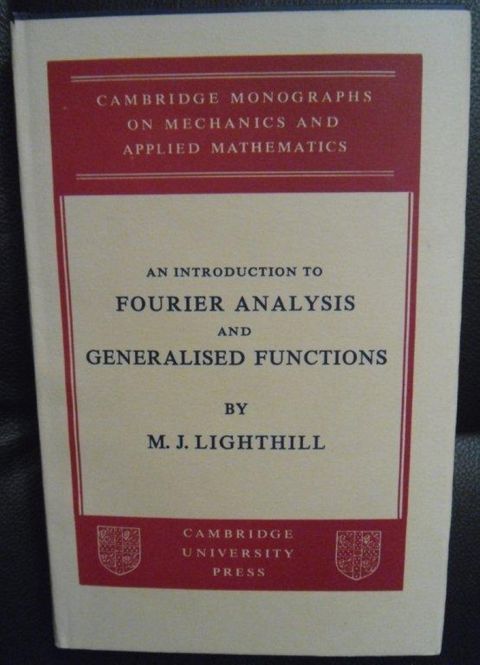 CAMBRIDGE MONOGRAPHS
ON MECHANICS AND
APPLIED MATHEMATICS
AN INTRODUCTION TO
FOURIER ANALYSIS
AND
GENERALISED FUNCTIONS
BY
M. J. LIGHTHILL
CAMBRIDGE
UNIVERSITY
PRESS